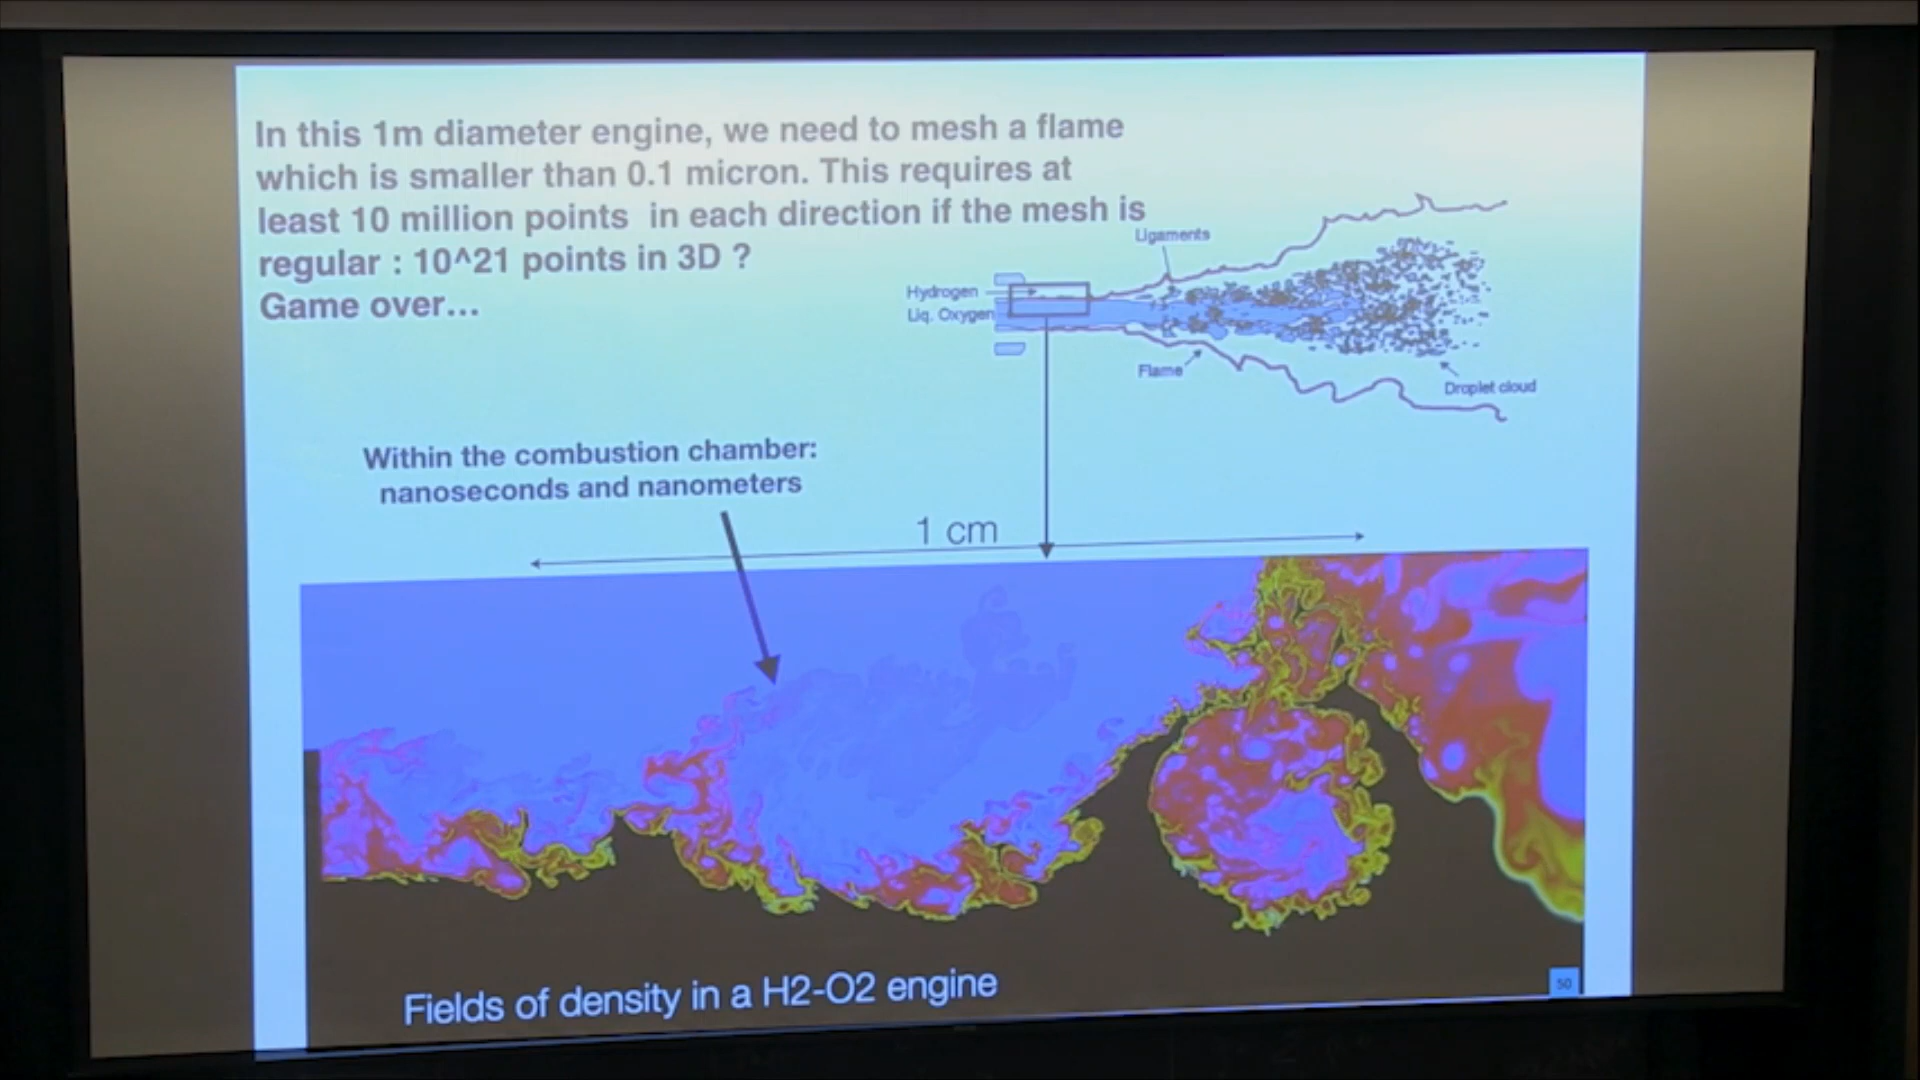 In this 1m diameter engine, we need to mesh a flame
which is smaller than 0.1 micron. This requires at
least 10 million points in each direction if the mesh is
regular : 10^21 points in 3D ?
Game over...
Ligaments
Hydrogen
Liq. Oxygen
Flame
Droplet cloud
Within the combustion chamber:
nanoseconds and nanometers
1 cm
Fields of density in a H2-O2 engine
50